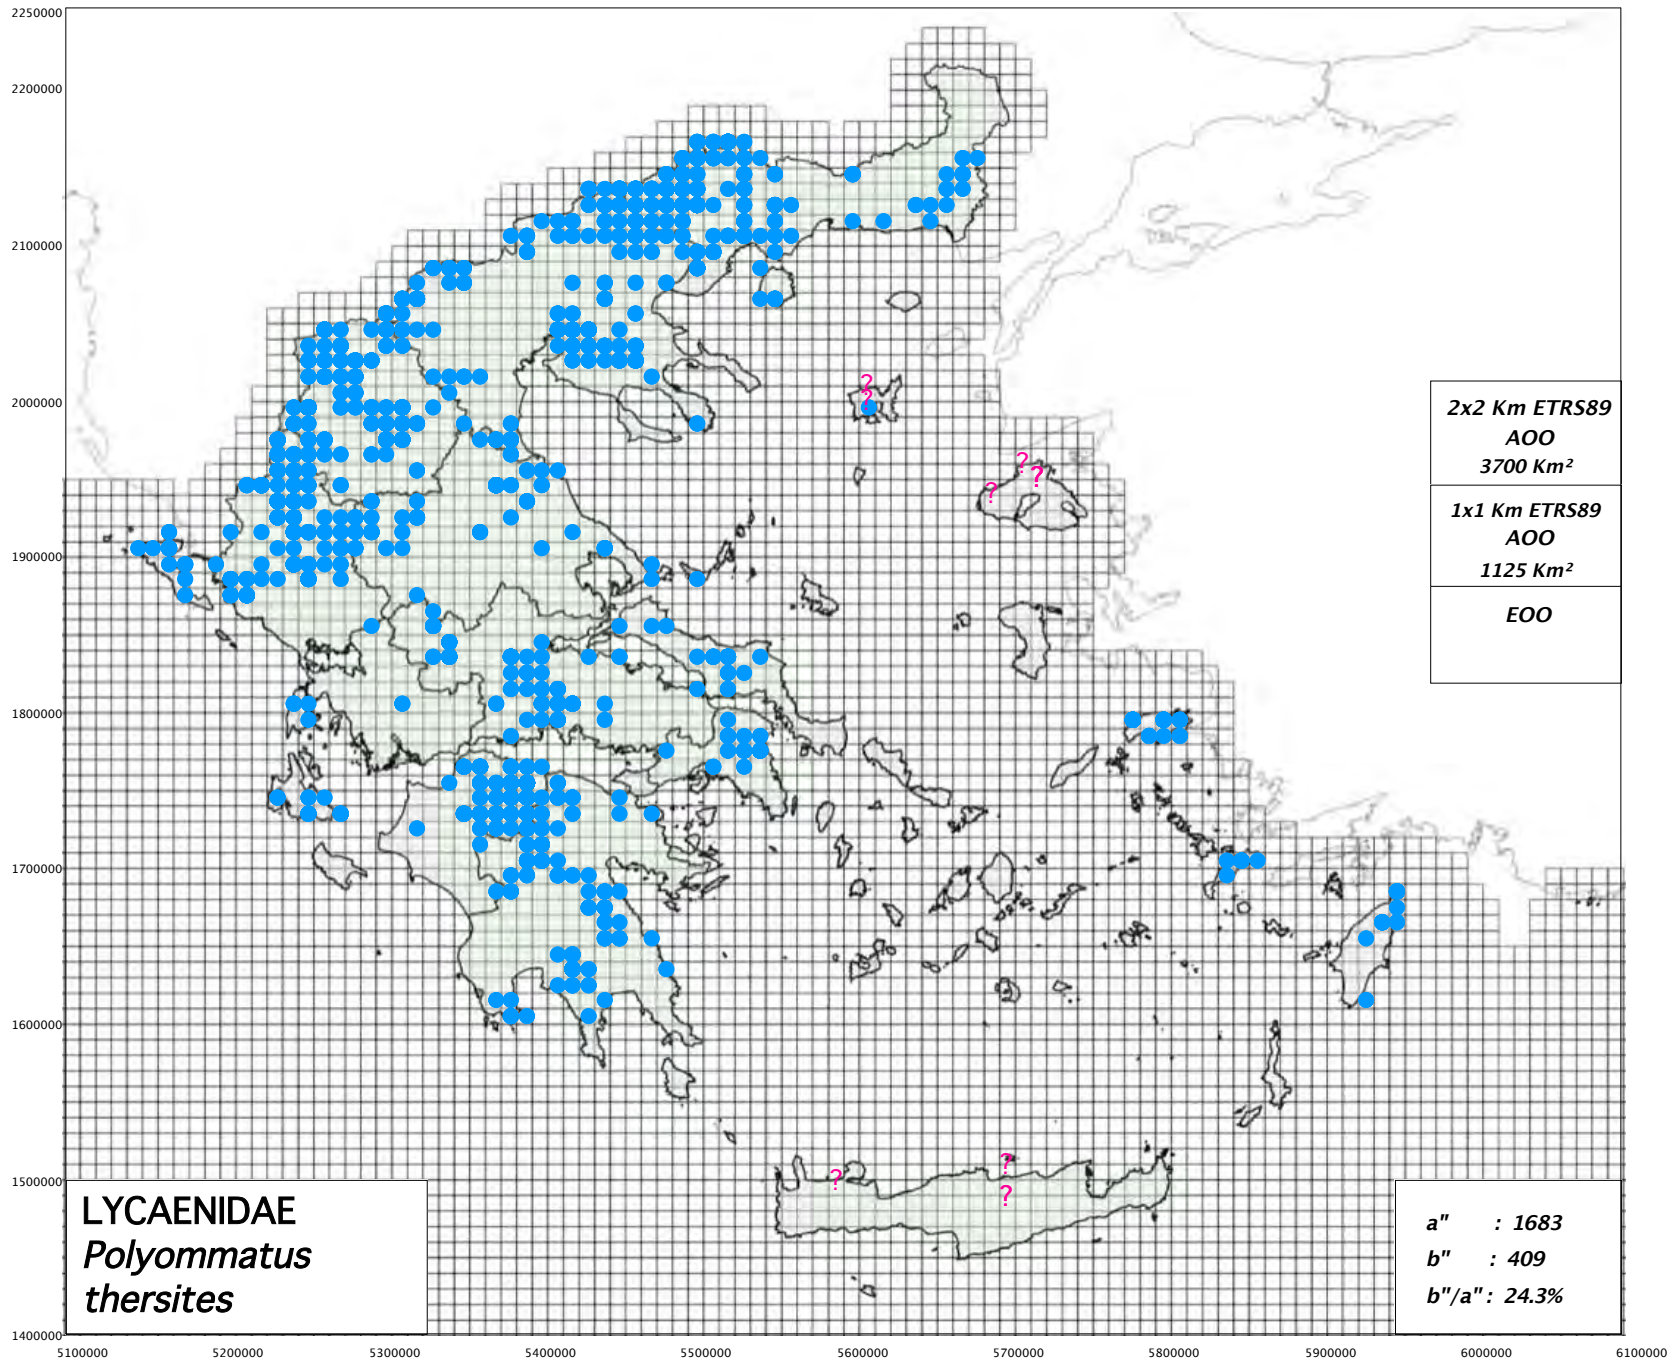 2250000
2200000
2100000
2000000
1900000
1800000
1700000
1600000
1500000
1400000
5100000 5200000 5300000 5400000 5500000 5600000 5700000 5800000 5900000 6000000 6100000
?
?
?
?
?
?
?
?
2x2 Km ETRS89
AOO
3700 Km²
1x1 Km ETRS89
AOO
1125 Km²
EOO
LYCAENIDAE
Polyommatus
thersites
a" : 1683
b" : 409
b"/a" : 24.3%